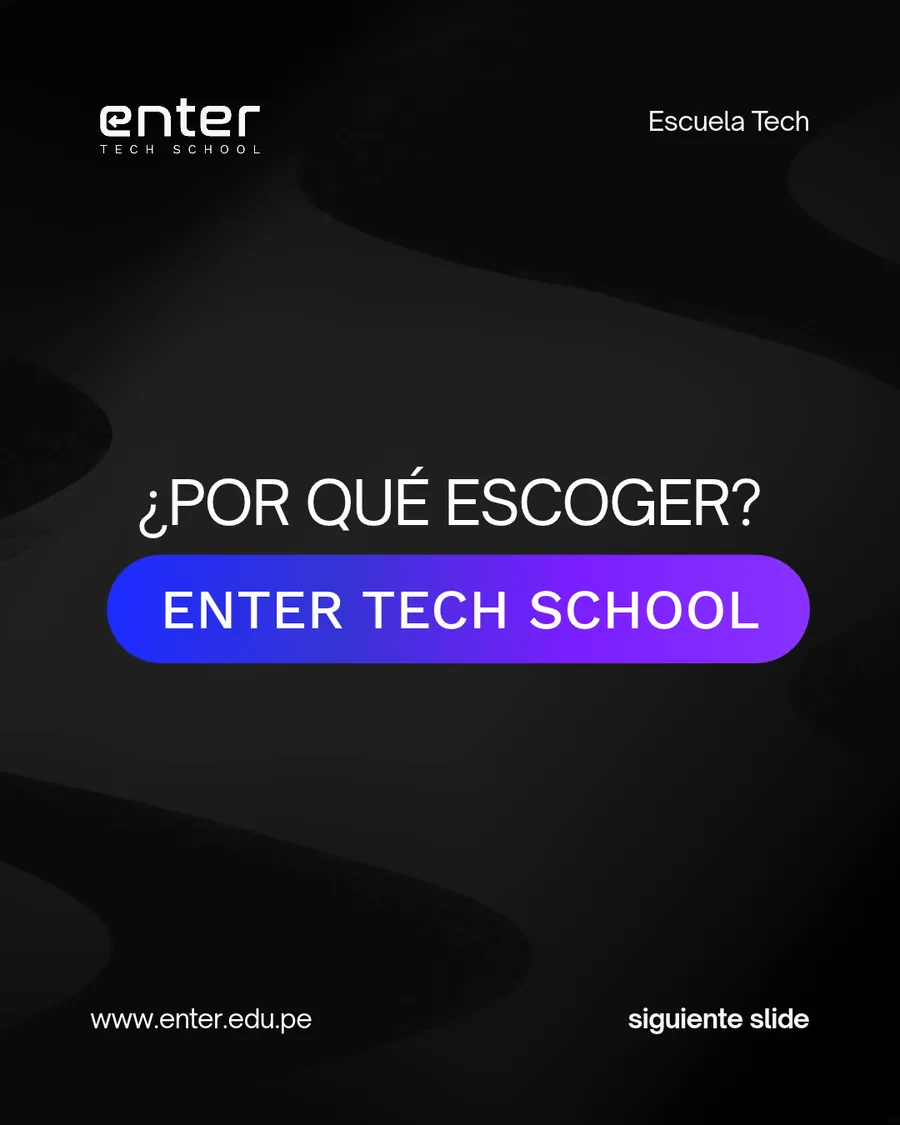 enter
TECH SCHOOL
Escuela Tech
¿POR QUÉ ESCOGER?
ENTER TECH SCHOOL
www.enter.edu.pe
siguiente slide